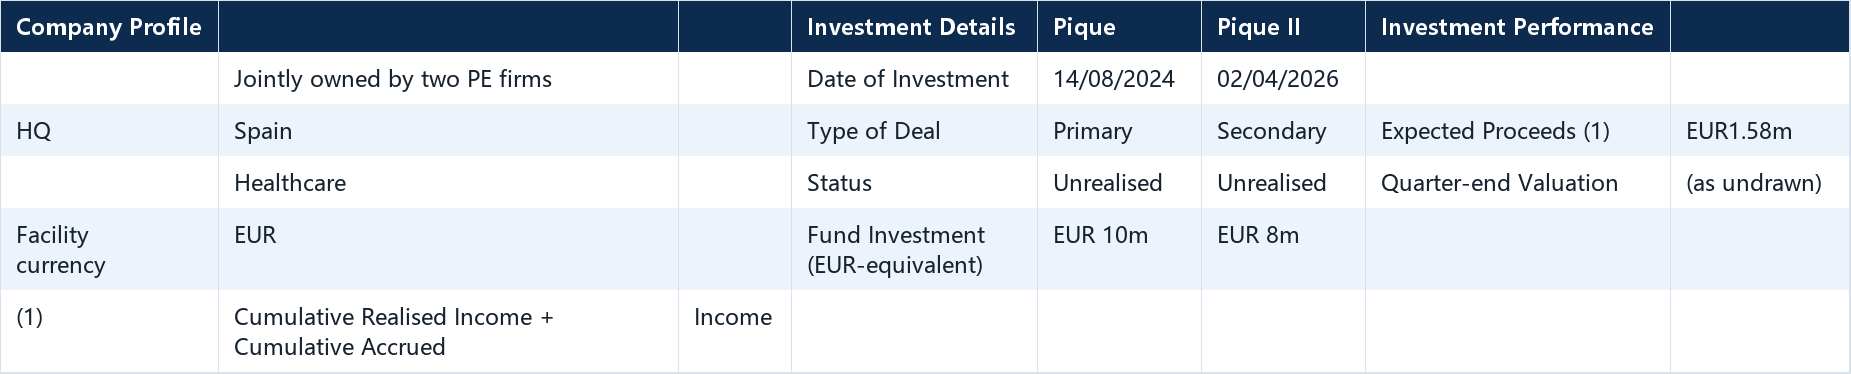 Company Profile Investment Details Pique Pique II Investment Performance
Jointly owned by two PE firms Date of Investment 14/08/2024 02/04/2026
HQ Spain Type of Deal Primary Secondary Expected Proceeds (1) EUR1.58m
Healthcare Status Unrealised Unrealised Quarter-end Valuation (as undrawn)
Facility EUR Fund Investment EUR 10m EUR 8m
currency (EUR-equivalent)
(1) Cumulative Realised Income + Income
Cumulative Accrued